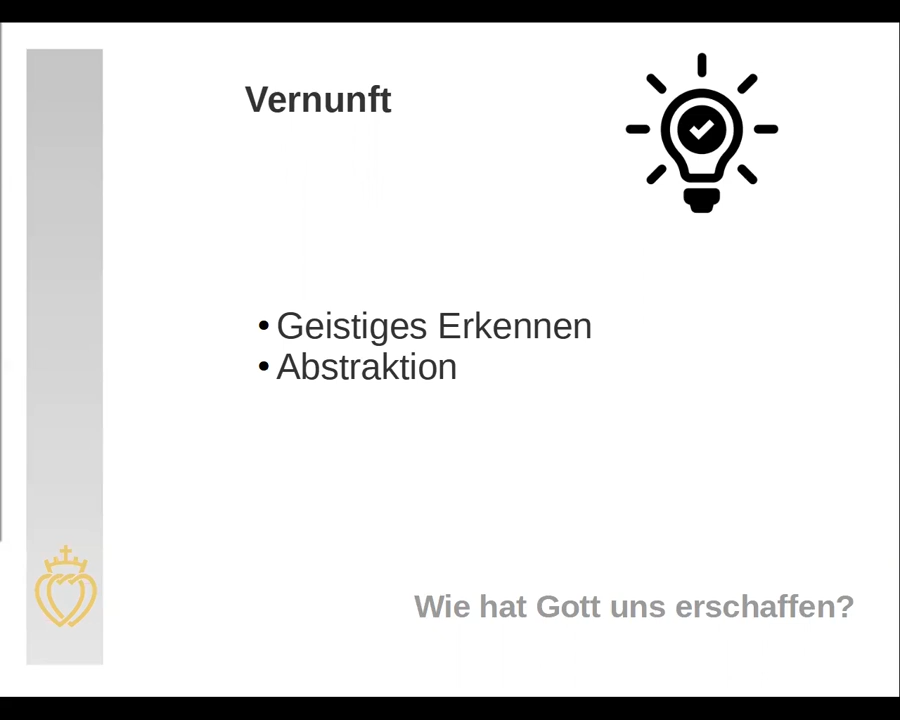 Vernunft
• Geistiges Erkennen
• Abstraktion
Wie hat Gott uns erschaffen?